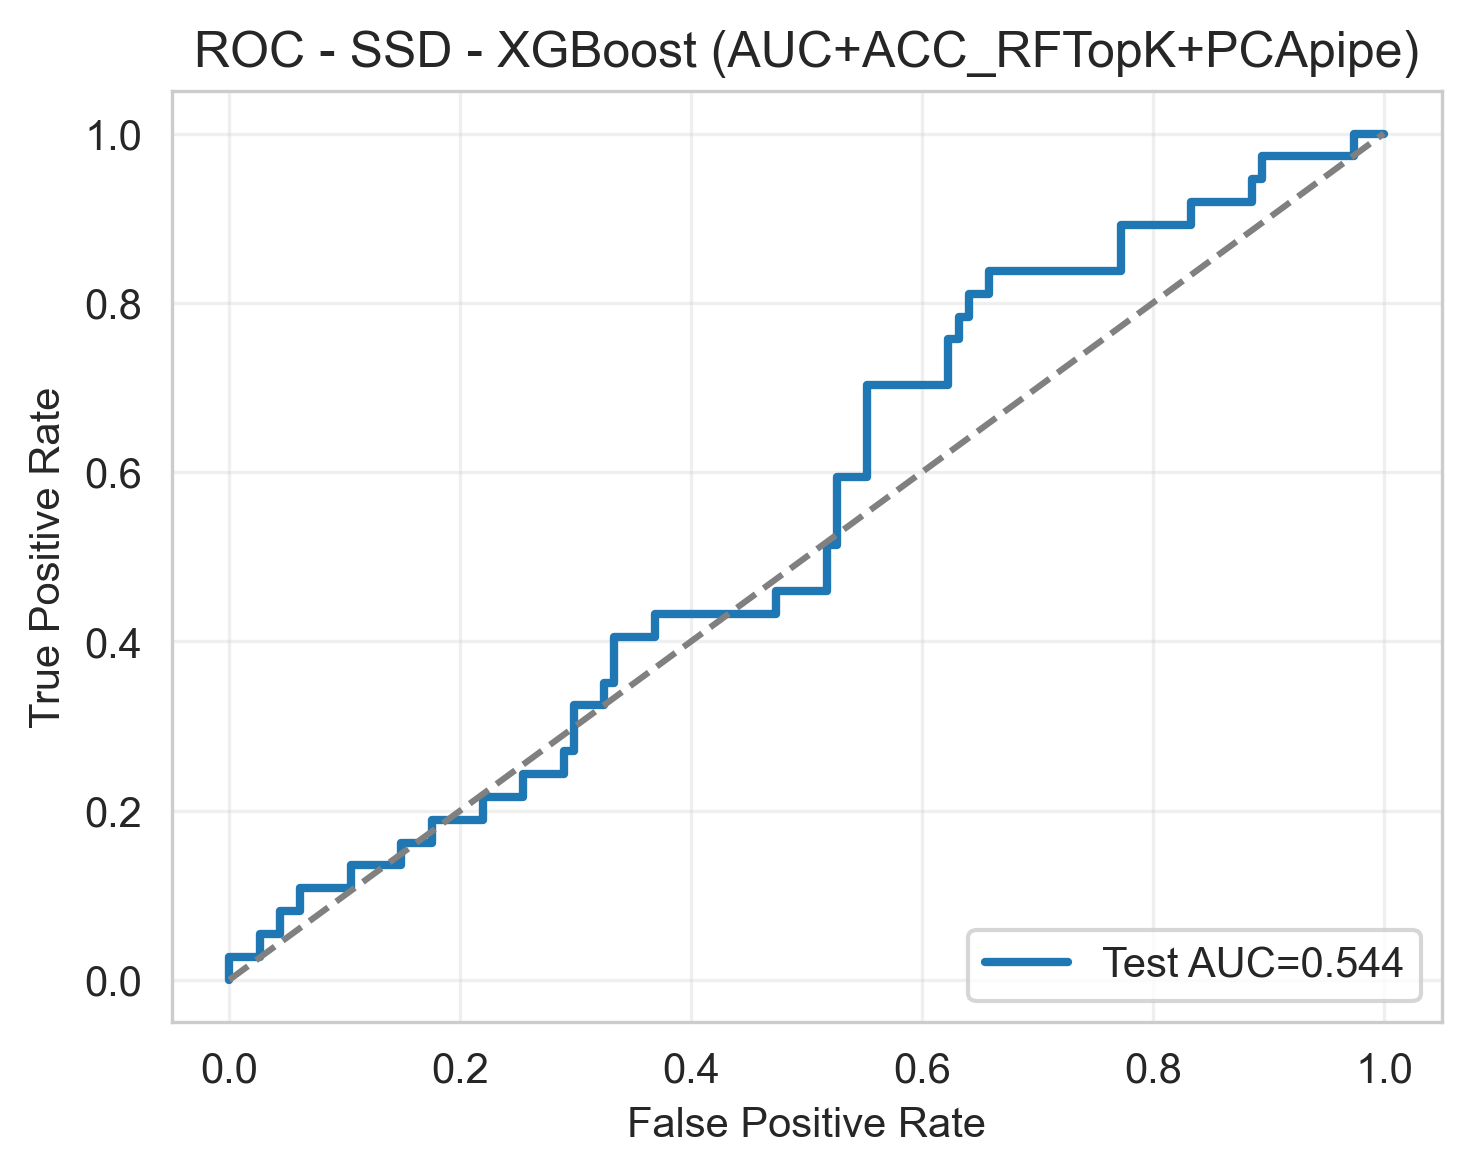 ROC - SSD - XGBoost (AUC+ACC_RFTopK+PCApipe)
True Positive Rate
1.0
0.8
0.6
0.4
0.2
0.0
Test AUC=0.544
0.0 0.2 0.4 0.6 0.8 1.0
False Positive Rate